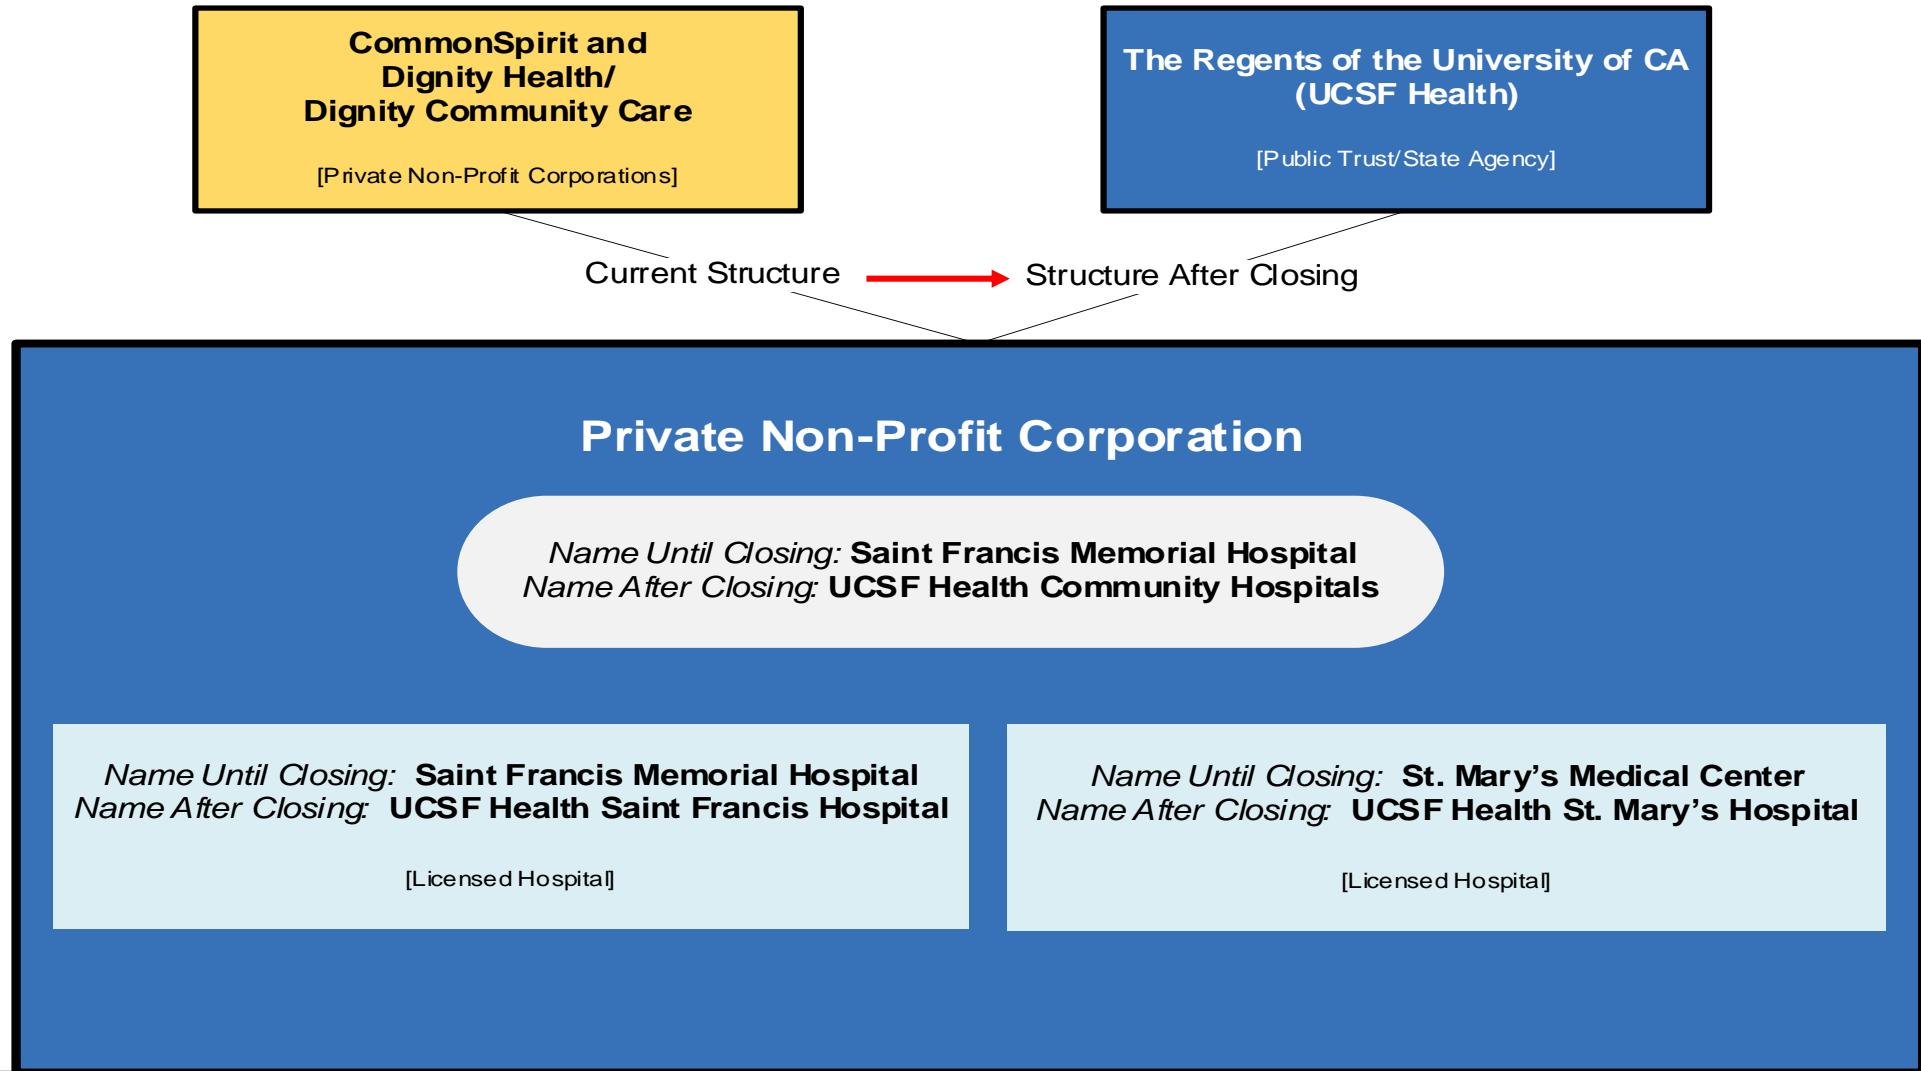 CommonSpirit and
Dignity Health/
Dignity Community Care
[Private Non-Profit Corporations]
The Regents of the University of CA
(UCSF Health)
[Public Trust/State Agency]
Current Structure
Structure After Closing
Private Non-Profit Corporation
Name Until Closing: Saint Francis Memorial Hospital
Name After Closing: UCSF Health Community Hospitals
Name Until Closing: Saint Francis Memorial Hospital
Name After Closing: UCSF Health Saint Francis Hospital
[Licensed Hospital]
Name Until Closing: St. Mary’s Medical Center
Name After Closing: UCSF Health St. Mary’s Hospital
[Licensed Hospital]